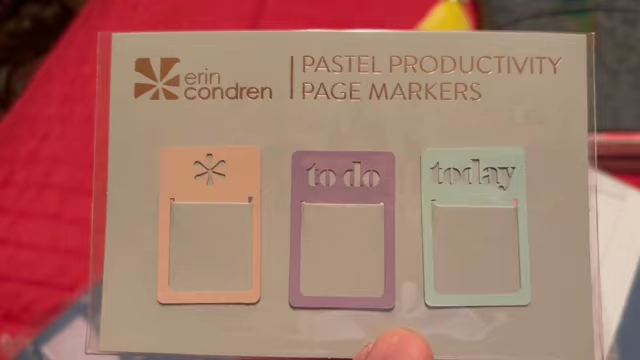 erin
condren
PASTEL PRODUCTIVITY
PAGE MARKERS
*
to do
today